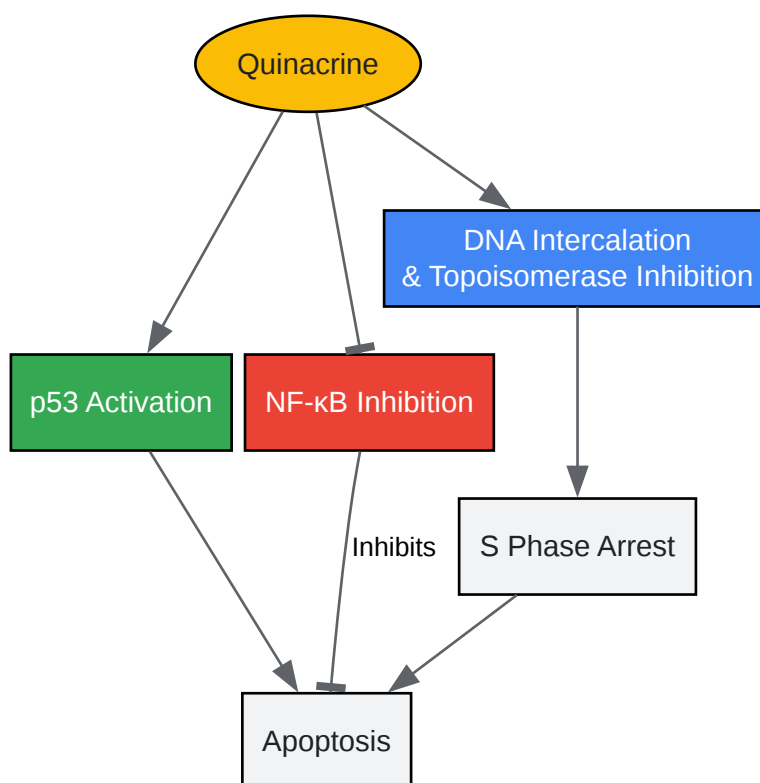 Quinacrine
DNA Intercalation
& Topoisomerase Inhibition
p53 Activation
NF-κB Inhibition
Inhibits
S Phase Arrest
Apoptosis